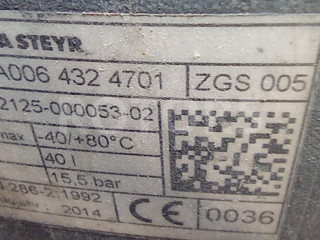 A STEYR
A006 432 4701 ZGS 005
2125-000053-02
max -40/+80°C
40 l
15,5 bar
286-2:1992
2014 CE 0036